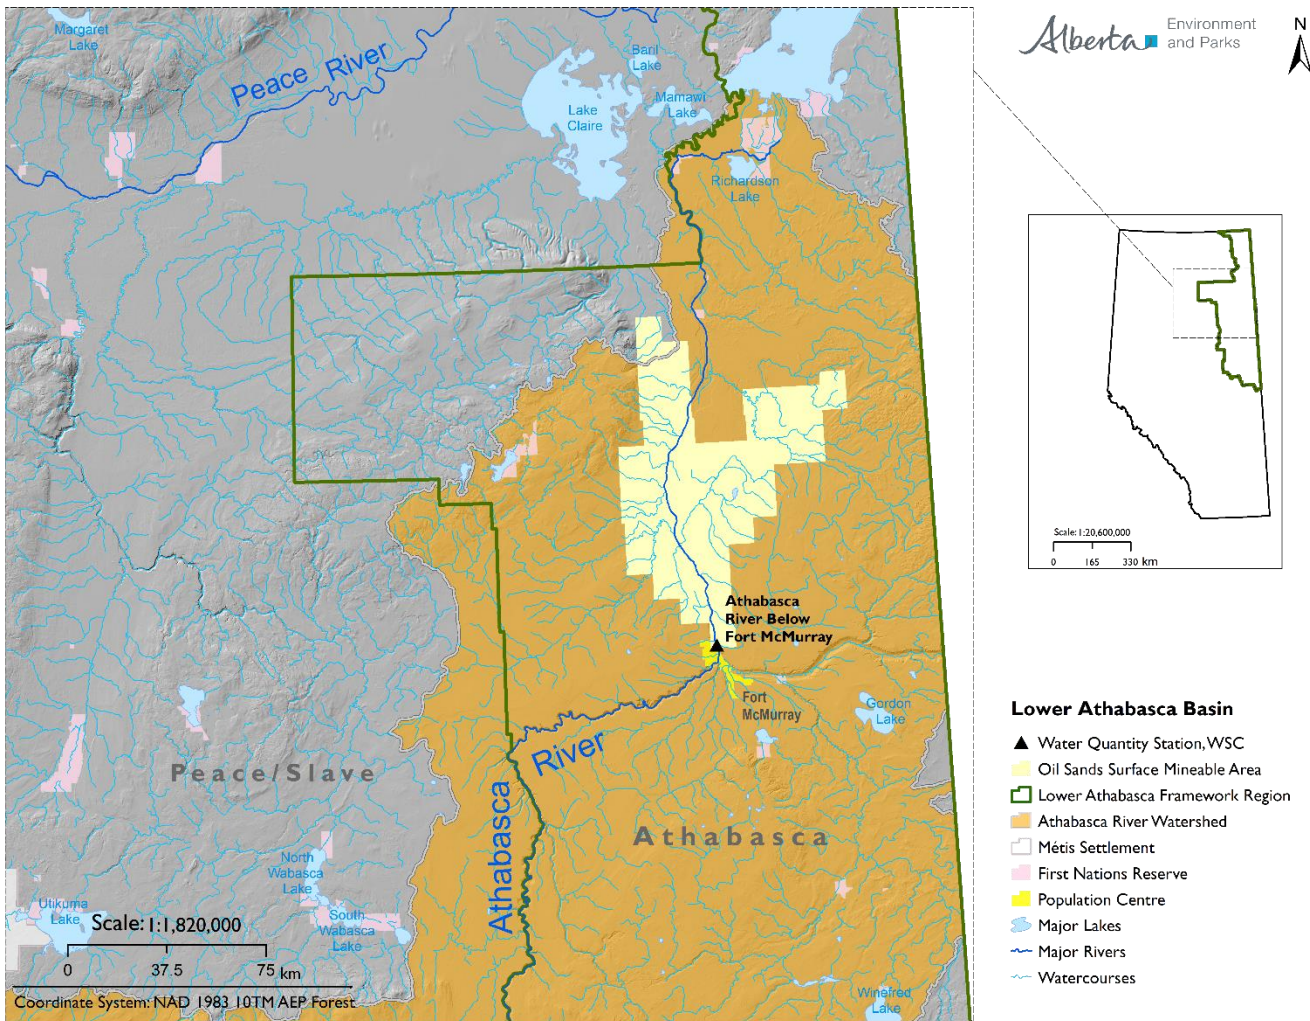 Margaret
Lake
Peace River
Baril
Lake
Mamawi
Lake
Lake
Claire
Richardson
Lake
Athabasca
River Below
Fort McMurray
Fort
McMurray
Gordon
Lake
River
Athabasca
Peace/Slave
Athabasca
North
Wabasca
Lake
South
Wabasca
Lake
Utikuma
Lake
Winefred
Lake
Scale: 1:1,820,000
0 37.5 75 km
Coordinate System: NAD 1983 10TM AEP Forest
Alberta
Environment
and Parks
N
Scale: 1:20,600,000
0 165 330 km
Lower Athabasca Basin
Water Quantity Station, WSC
Oil Sands Surface Mineable Area
Lower Athabasca Framework Region
Athabasca River Watershed
Métis Settlement
First Nations Reserve
Population Centre
Major Lakes
Major Rivers
Watercourses